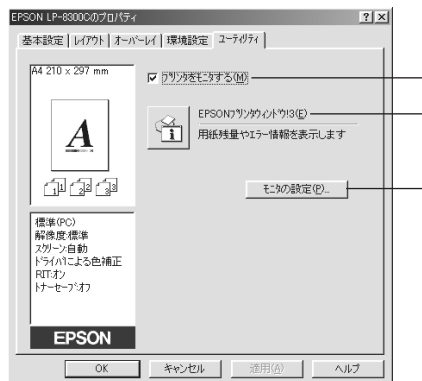 EPSON LP-8300Cのプロパティ
? ×
基本設定 レイアウト オーバーレイ 環境設定 ユーティリティ
A4 210 x 297 mm
A
1 1 2 2 3 3
プリンタをモニタする(M)
EPSONプリンタウィンドウ!3(E)
用紙残量やエラー情報を表示します
モニタの設定(P)...
標準(PC)
解像度:標準
スクリーン:自動
ドライバによる色補正
RIT:オン
トナーセーブ:オフ
EPSON
OK キャンセル 適用(A) ヘルプ